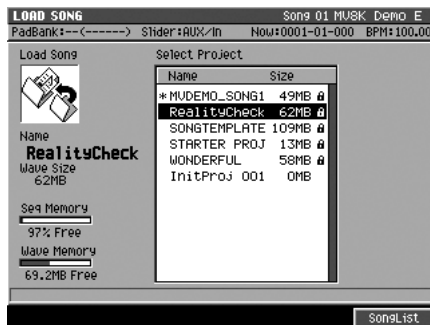 LOAD SONG Song 01 MV8K Demo E
PadBank:--(------) Slider:AUX/In Now:0001-01-000 BPM:100.00
Load Song
Select Project
Name Size
*MVDEMO_SONG1 49MB
RealityCheck 62MB
SONGTEMPLATE 109MB
STARTER PROJ 13MB
WONDERFUL 58MB
InitProj 001 0MB
Name
RealityCheck
Wave Size
62MB
Seq Memory
97% Free
Wave Memory
69.2MB Free
SongList